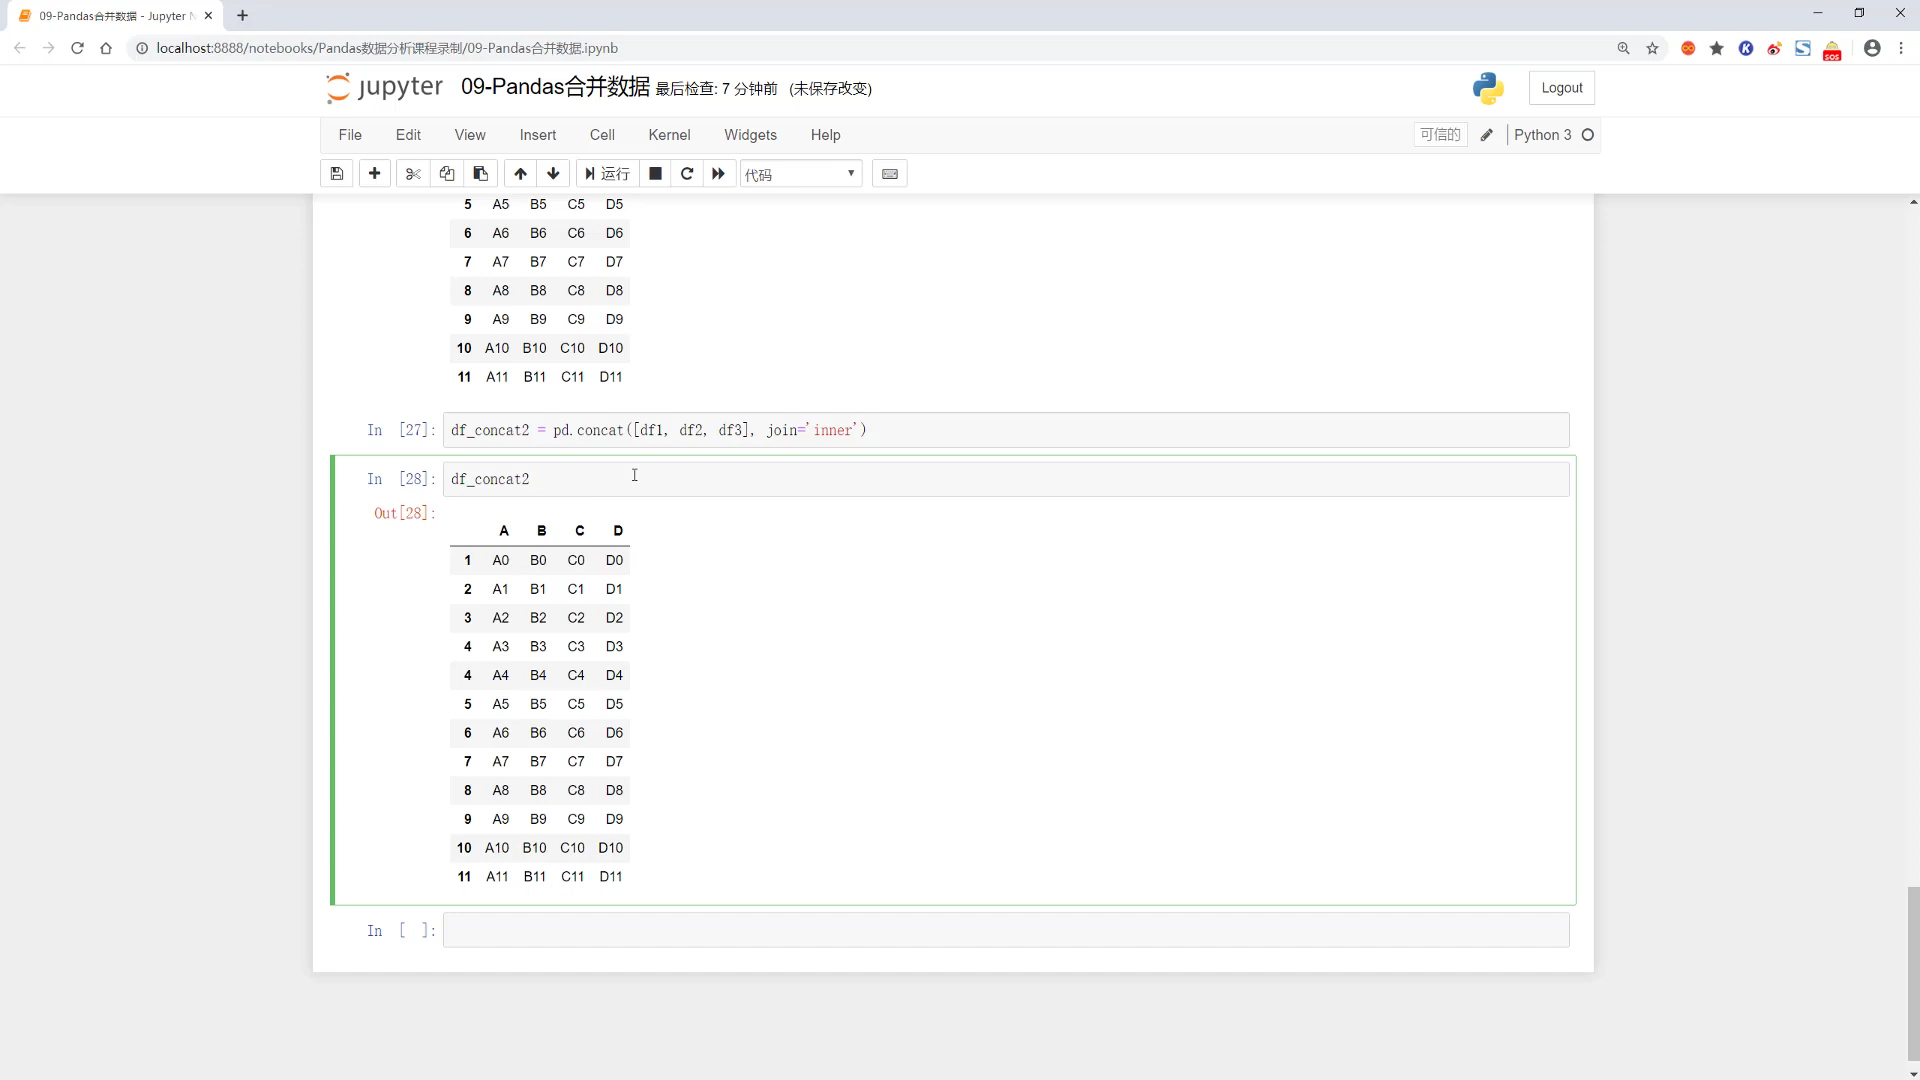 09-Pandas合并数据 - Jupyter N
localhost:8888/notebooks/Pandas数据分析课程录制/09-Pandas合并数据.ipynb
SOS
jupyter 09-Pandas合并数据 最后检查: 7 分钟前 (未保存改变)
Logout
File Edit View Insert Cell Kernel Widgets Help
可信的 Python 3
运行 代码
5 A5 B5 C5 D5
6 A6 B6 C6 D6
7 A7 B7 C7 D7
8 A8 B8 C8 D8
9 A9 B9 C9 D9
10 A10 B10 C10 D10
11 A11 B11 C11 D11
In [27]: df_concat2 = pd.concat([df1, df2, df3], join='inner')
In [28]: df_concat2
Out[28]:
A B C D
1 A0 B0 C0 D0
2 A1 B1 C1 D1
3 A2 B2 C2 D2
4 A3 B3 C3 D3
4 A4 B4 C4 D4
5 A5 B5 C5 D5
6 A6 B6 C6 D6
7 A7 B7 C7 D7
8 A8 B8 C8 D8
9 A9 B9 C9 D9
10 A10 B10 C10 D10
11 A11 B11 C11 D11
In [ ]: